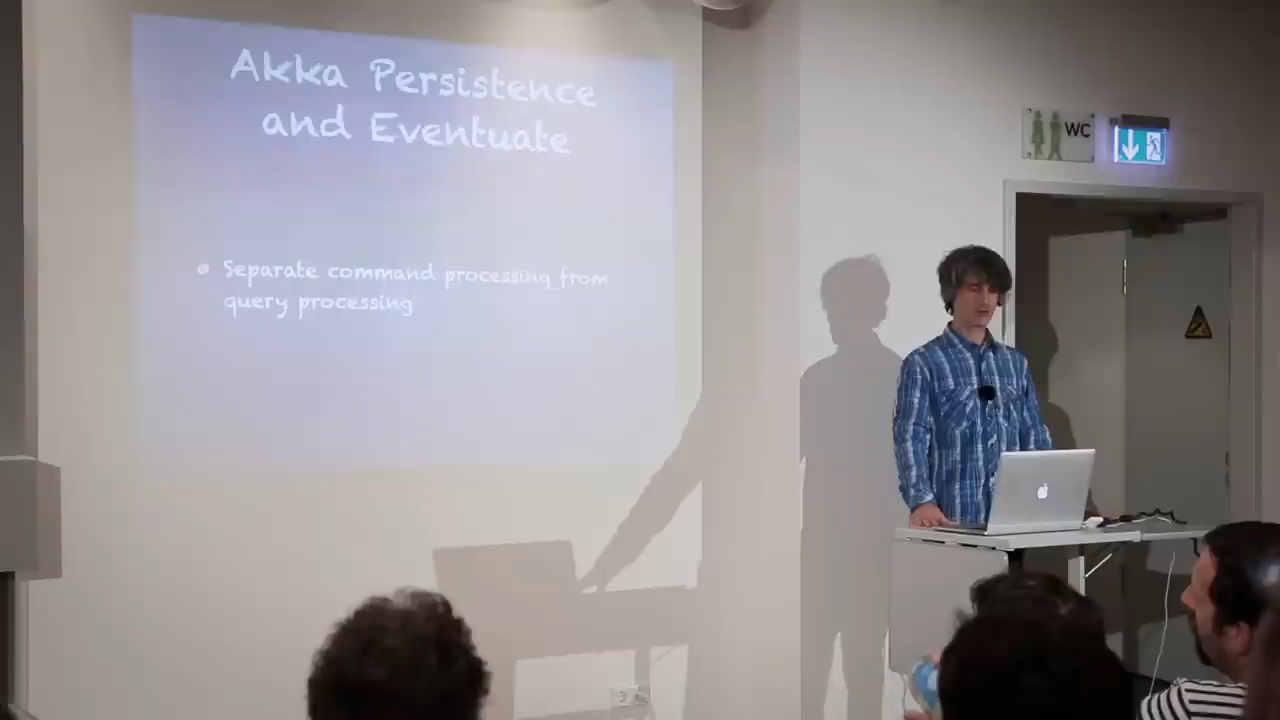 Akka Persistence
and Eventuate
• Separate command processing from
query processing
WC